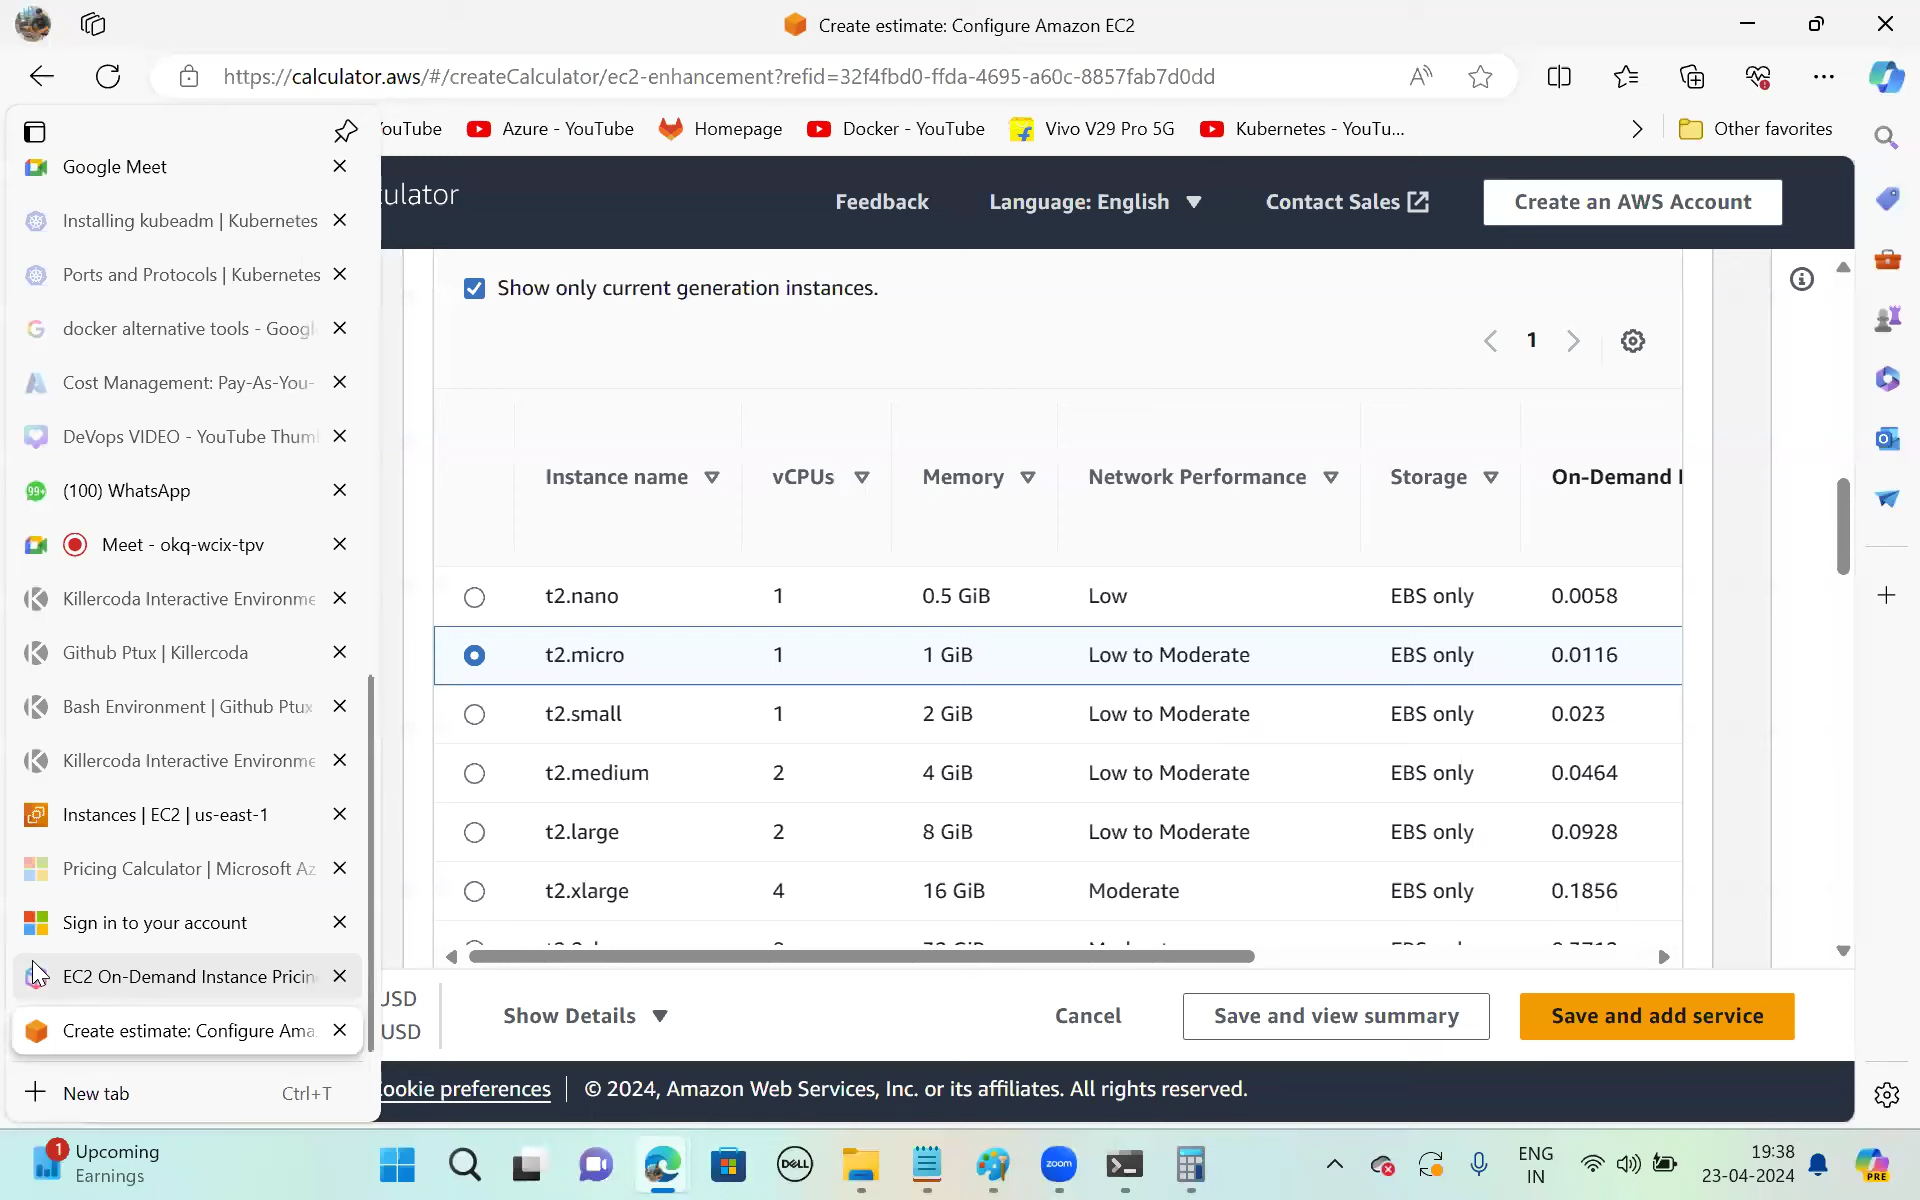 Create estimate: Configure Amazon EC2
https://calculator.aws/#/createCalculator/ec2-enhancement?refid=32f4fbd0-ffda-4695-a60c-8857fab7d0dd
ouTube
Azure - YouTube
Homepage
Docker - YouTube
Vivo V29 Pro 5G
Kubernetes - YouTu...
Other favorites
Google Meet
Installing kubeadm | Kubernetes
Ports and Protocols | Kubernetes
docker alternative tools - Googl
Cost Management: Pay-As-You-
DeVops VIDEO - YouTube Thum
99+
(100) WhatsApp
Meet - okq-wcix-tpv
Killercoda Interactive Environme
Github Ptux | Killercoda
Bash Environment | Github Ptux
Killercoda Interactive Environme
Instances | EC2 | us-east-1
Pricing Calculator | Microsoft Az
Sign in to your account
EC2 On-Demand Instance Pricin
Create estimate: Configure Ama
New tab Ctrl+T
ulator
Feedback
Language: English
Contact Sales
Create an AWS Account
Show only current generation instances.
1
Instance name vCPUs Memory Network Performance Storage On-Demand
t2.nano 1 0.5 GiB Low EBS only 0.0058
t2.micro 1 1 GiB Low to Moderate EBS only 0.0116
t2.small 1 2 GiB Low to Moderate EBS only 0.023
t2.medium 2 4 GiB Low to Moderate EBS only 0.0464
t2.large 2 8 GiB Low to Moderate EBS only 0.0928
t2.xlarge 4 16 GiB Moderate EBS only 0.1856
USD
USD
Show Details
Cancel
Save and view summary
Save and add service
ookie preferences
© 2024, Amazon Web Services, Inc. or its affiliates. All rights reserved.
1
Upcoming
Earnings
DELL
zoom
ENG
IN
19:38
23-04-2024
PRE